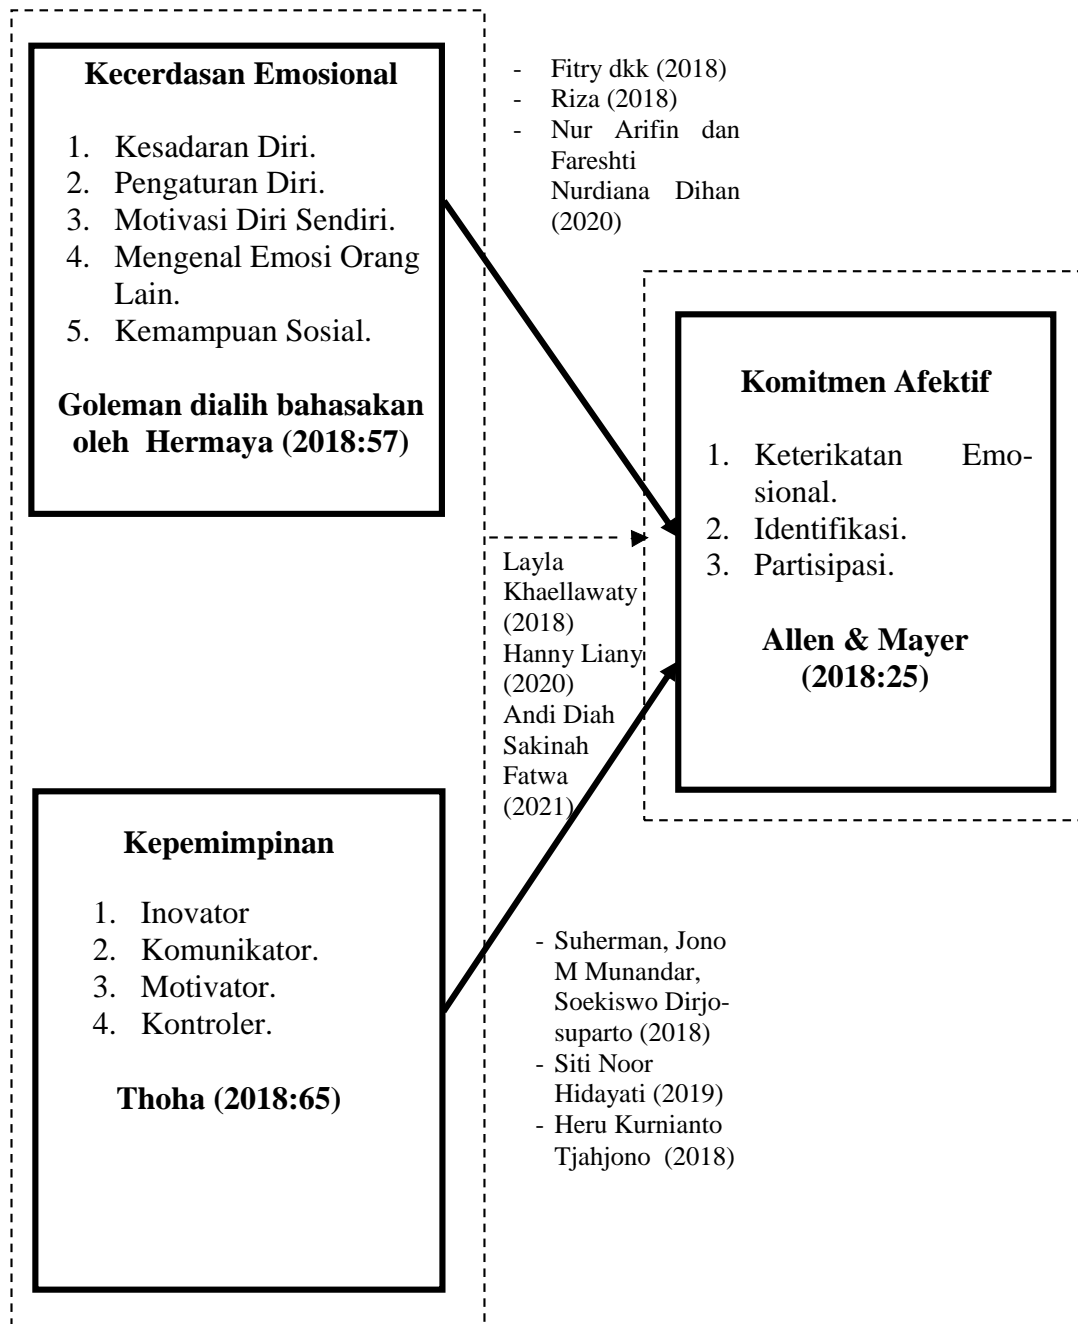 Kecerdasan Emosional
1. Kesadaran Diri.
2. Pengaturan Diri.
3. Motivasi Diri Sendiri.
4. Mengenal Emosi Orang
Lain.
5. Kemampuan Sosial.
Goleman dialih bahasakan
oleh Hermaya (2018:57)
- Fitry dkk (2018)
- Riza (2018)
- Nur Arifin dan
Fareshti
Nurdiana Dihan
(2020)
Komitmen Afektif
1. Keterikatan Emo-
sional.
2. Identifikasi.
3. Partisipasi.
Allen & Mayer
(2018:25)
Layla
Khaellawaty
(2018)
Hanny Liany
(2020)
Andi Diah
Sakinah
Fatwa
(2021)
Kepemimpinan
1. Inovator
2. Komunikator.
3. Motivator.
4. Kontroler.
Thoha (2018:65)
- Suherman, Jono
M Munandar,
Soekiswo Dirjo-
suparto (2018)
- Siti Noor
Hidayati (2019)
- Heru Kurnianto
Tjahjono (2018)